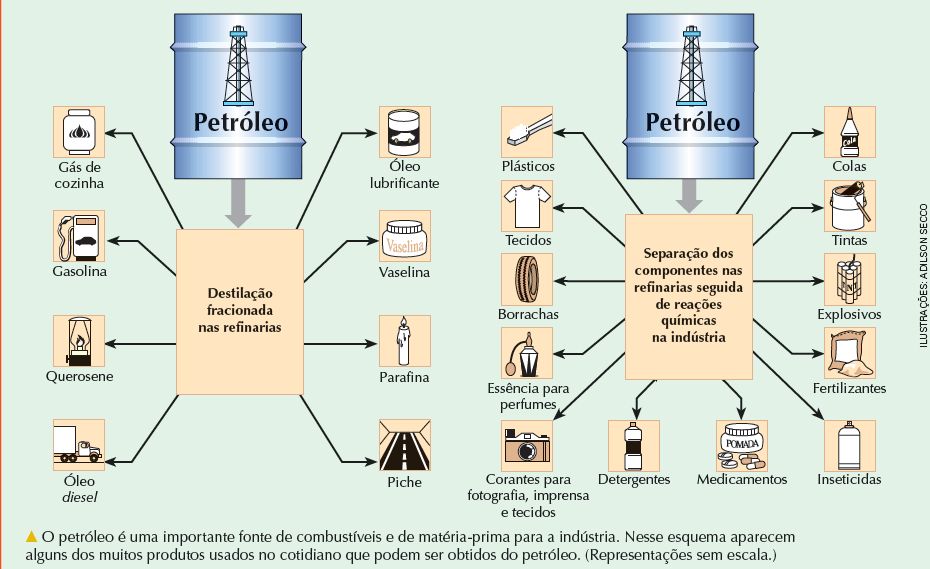 Petróleo
Gás de
cozinha
Gasolina
Querosene
Óleo
diesel
Óleo
lubrificante
Vaselina
Vaselina
Parafina
Piche
Destilação
fracionada
nas refinarias
Petróleo
Plásticos
Tecidos
Borrachas
Essência para
perfumes
Corantes para
fotografia, imprensa
e tecidos
Separação dos
componentes nas
refinarias seguida
de reações
químicas
na indústria
Detergentes
POMADA
Medicamentos
Cola
Colas
Tintas
TNT
Explosivos
Fertilizantes
Inseticidas
ILUSTRAÇÕES: ADILSON SECCO
▲ O petróleo é uma importante fonte de combustíveis e de matéria-prima para a indústria. Nesse esquema aparecem
alguns dos muitos produtos usados no cotidiano que podem ser obtidos do petróleo. (Representações sem escala.)